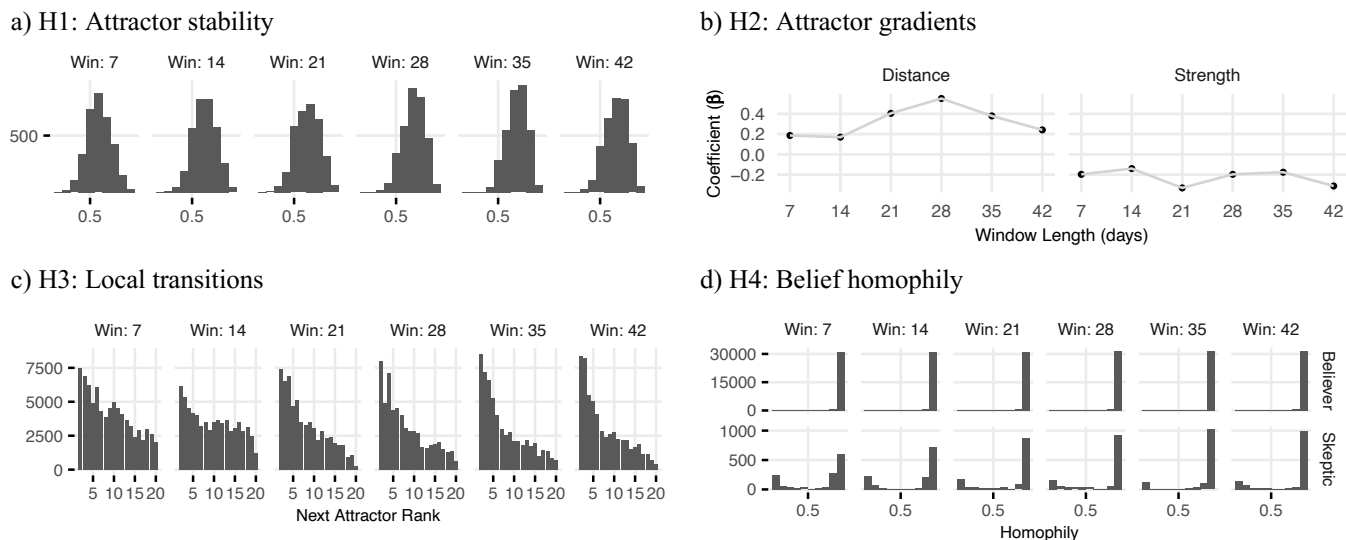 a) H1: Attractor stability
Win: 7 Win: 14 Win: 21 Win: 28 Win: 35 Win: 42
500
0.5 0.5 0.5 0.5 0.5 0.5
b) H2: Attractor gradients
Distance Strength
Coefficient (β)
0.4
0.2
0.0
−0.2
7 14 21 28 35 42 7 14 21 28 35 42
Window Length (days)
c) H3: Local transitions
Win: 7 Win: 14 Win: 21 Win: 28 Win: 35 Win: 42
7500
5000
2500
0
5 10 15 20 5 10 15 20 5 10 15 20 5 10 15 20 5 10 15 20 5 10 15 20
Next Attractor Rank
d) H4: Belief homophily
Win: 7 Win: 14 Win: 21 Win: 28 Win: 35 Win: 42
30000
15000
0
Believer
1000
500
0
Skeptic
0.5 0.5 0.5 0.5 0.5 0.5
Homophily